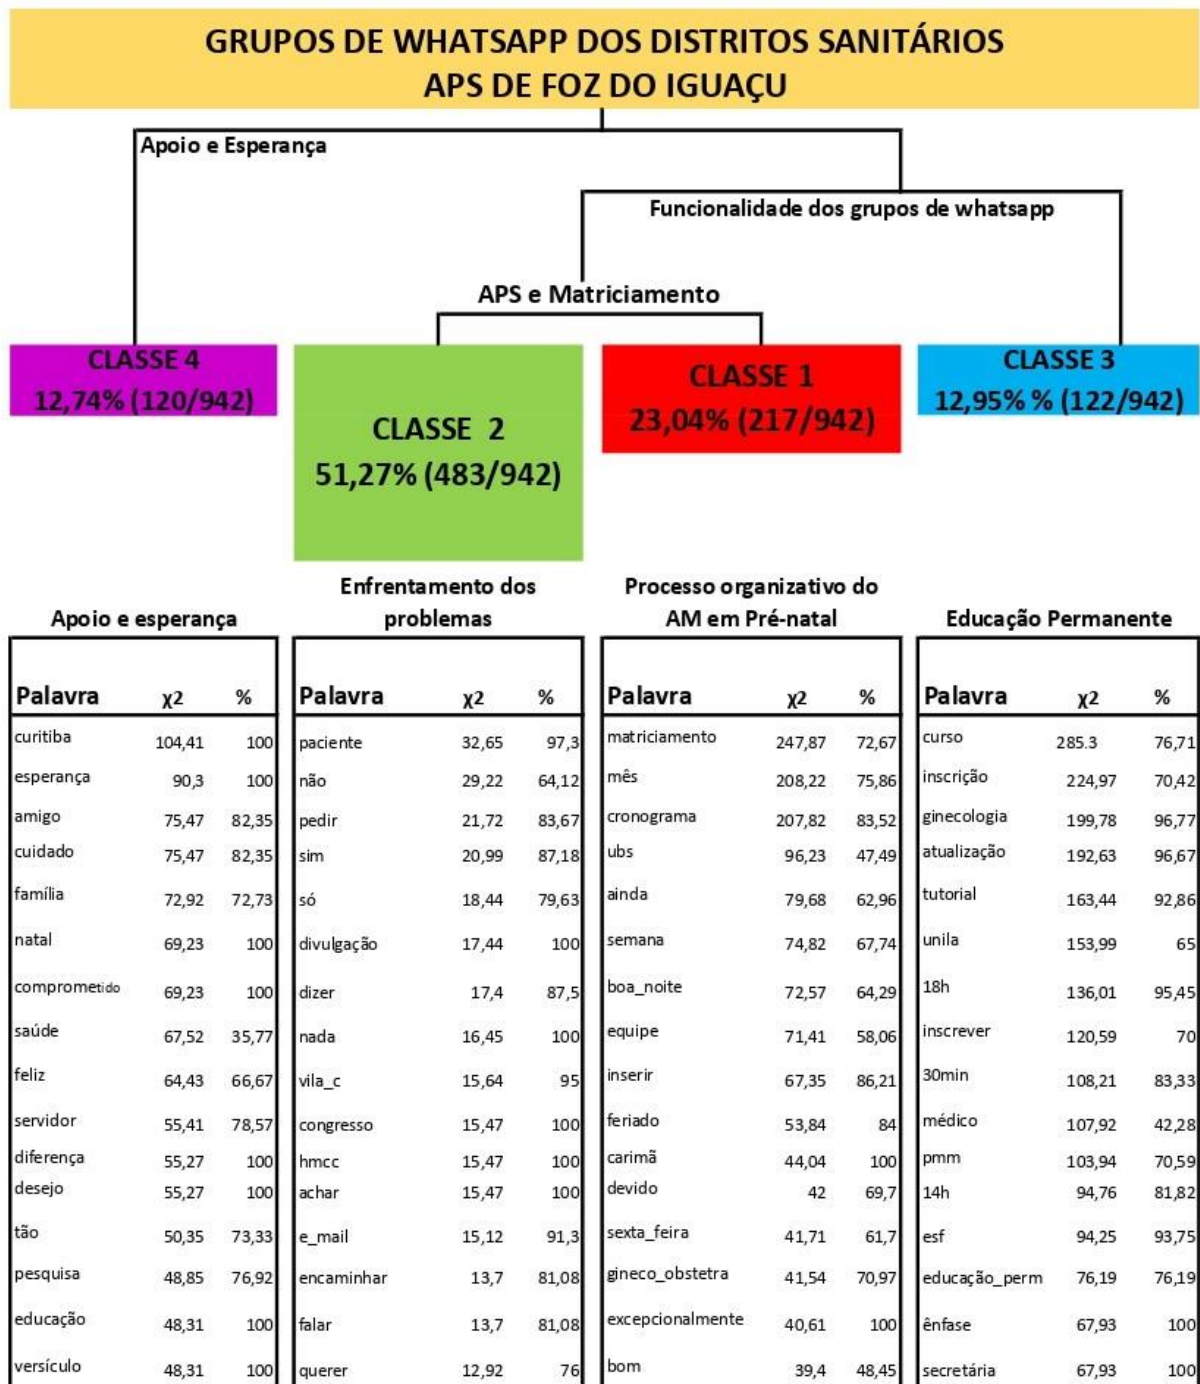 GRUPOS DE WHATSAPP DOS DISTRITOS SANITÁRIOS
APS DE FOZ DO IGUAÇU
Apoio e Esperança
Funcionalidade dos grupos de whatsapp
APS e Matriciamento
CLASSE 4
12,74% (120/942)
CLASSE 2
51,27% (483/942)
CLASSE 1
23,04% (217/942)
CLASSE 3
12,95% % (122/942)
Apoio e esperança
Palavra χ2 %
curitiba 104,41 100
esperança 90,3 100
amigo 75,47 82,35
cuidado 75,47 82,35
família 72,92 72,73
natal 69,23 100
comprometido 69,23 100
saúde 67,52 35,77
feliz 64,43 66,67
servidor 55,41 78,57
diferença 55,27 100
desejo 55,27 100
tão 50,35 73,33
pesquisa 48,85 76,92
educação 48,31 100
versículo 48,31 100
Enfrentamento dos
problemas
Palavra χ2 %
paciente 32,65 97,3
não 29,22 64,12
pedir 21,72 83,67
sim 20,99 87,18
só 18,44 79,63
divulgação 17,44 100
dizer 17,4 87,5
nada 16,45 100
vila_c 15,64 95
congresso 15,47 100
hmcc 15,47 100
achar 15,47 100
e_mail 15,12 91,3
encaminhar 13,7 81,08
falar 13,7 81,08
querer 12,92 76
Processo organizativo do
AM em Pré-natal
Palavra χ2 %
matriciamento 247,87 72,67
mês 208,22 75,86
cronograma 207,82 83,52
ubs 96,23 47,49
ainda 79,68 62,96
semana 74,82 67,74
boa_noite 72,57 64,29
equipe 71,41 58,06
inserir 67,35 86,21
feriado 53,84 84
carimã 44,04 100
devido 42 69,7
sexta_feira 41,71 61,7
gineco_obstetra 41,54 70,97
excepcionalmente 40,61 100
bom 39,4 48,45
Educação Permanente
Palavra χ2 %
curso 285.3 76,71
inscrição 224,97 70,42
ginecologia 199,78 96,77
atualização 192,63 96,67
tutorial 163,44 92,86
unila 153,99 65
18h 136,01 95,45
inscrever 120,59 70
30min 108,21 83,33
médico 107,92 42,28
pmm 103,94 70,59
14h 94,76 81,82
esf 94,25 93,75
educação_perm 76,19 76,19
ênfase 67,93 100
secretária 67,93 100